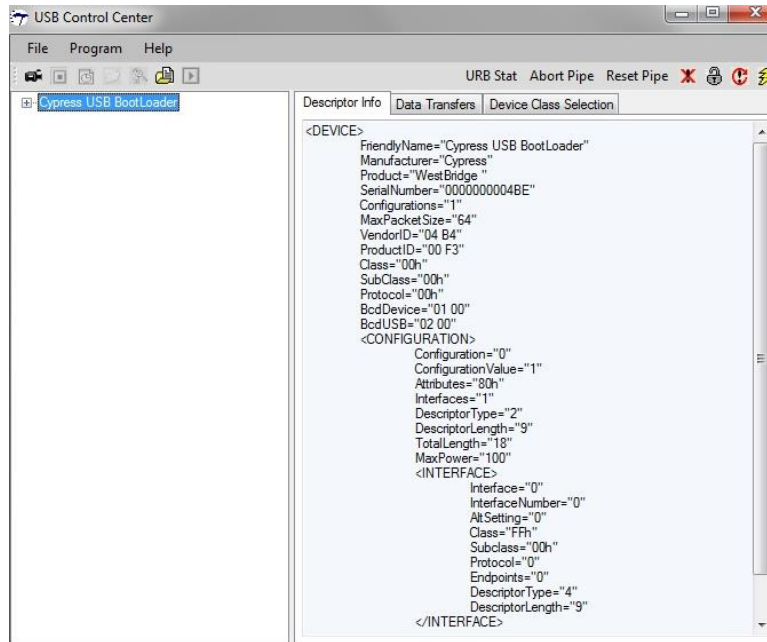 USB Control Center
File Program Help
URB Stat Abort Pipe Reset Pipe
Cypress USB BootLoader
Descriptor Info Data Transfers Device Class Selection
<DEVICE>
FriendlyName="Cypress USB BootLoader"
Manufacturer="Cypress"
Product="WestBridge "
SerialNumber="0000000004BE"
Configurations="1"
MaxPacketSize="64"
VendorID="04 B4"
ProductID="00 F3"
Class="00h"
SubClass="00h"
Protocol="00h"
BcdDevice="01 00"
BcdUSB="02 00"
<CONFIGURATION>
Configuration="0"
ConfigurationValue="1"
Attributes="80h"
Interfaces="1"
DescriptorType="2"
DescriptorLength="9"
TotalLength="18"
MaxPower="100"
<INTERFACE>
Interface="0"
InterfaceNumber="0"
AltSetting="0"
Class="FFh"
Subclass="00h"
Protocol="0"
Endpoints="0"
DescriptorType="4"
DescriptorLength="9"
</INTERFACE>